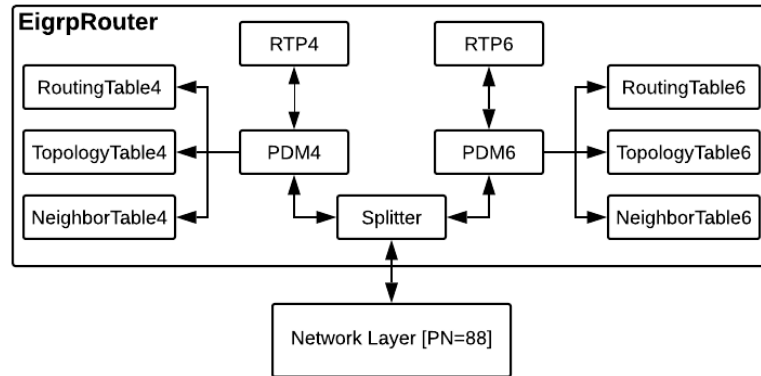 EigrpRouter
RTP4
RTP6
RoutingTable4
RoutingTable6
TopologyTable4
PDM4
PDM6
TopologyTable6
NeighborTable4
Splitter
NeighborTable6
Network Layer [PN=88]